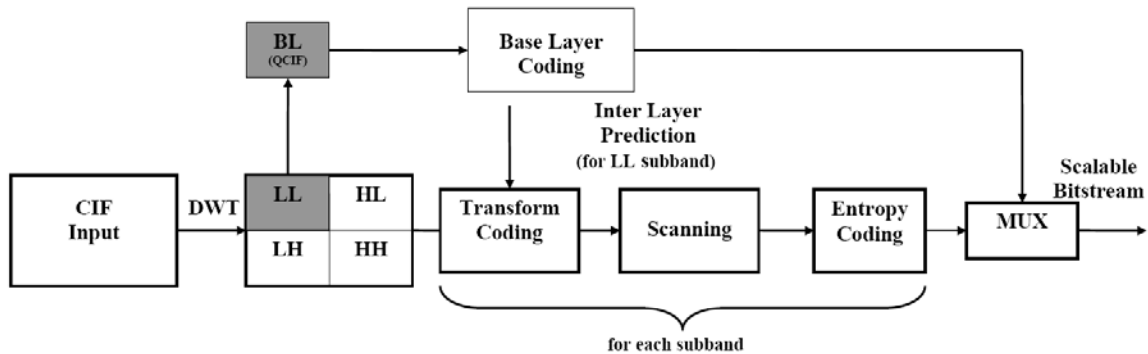 BL
(QCIF)
Base Layer
Coding
Inter Layer
Prediction
(for LL subband)
Scalable
Bitstream
CIF
Input
DWT
LL
HL
LH
HH
Transform
Coding
Scanning
Entropy
Coding
MUX
for each subband